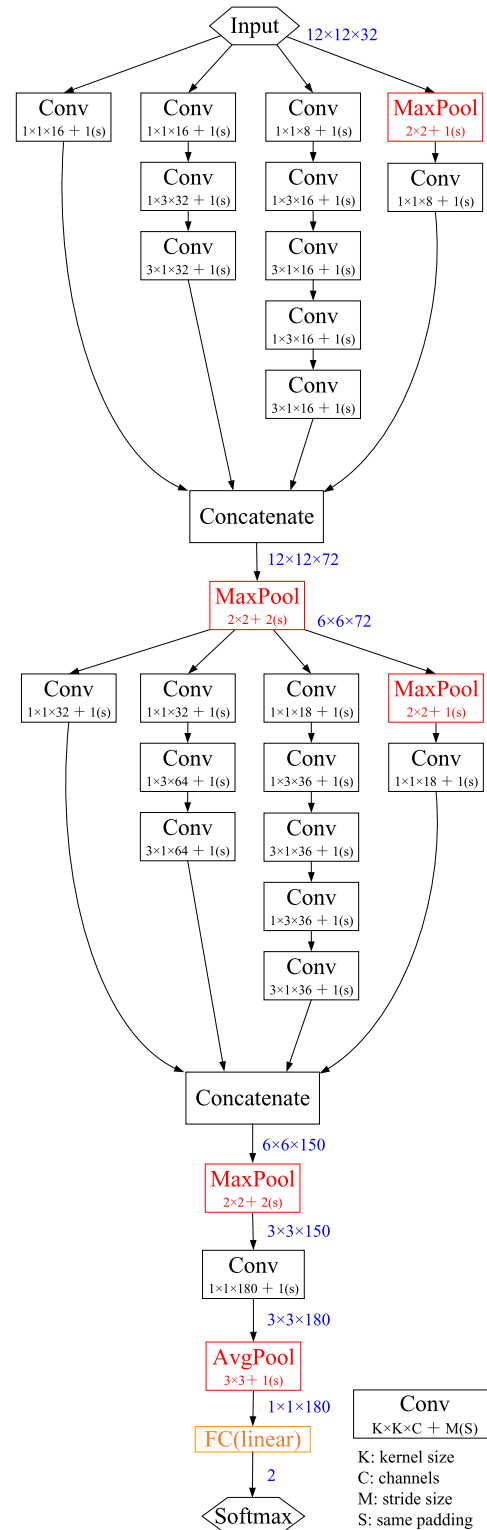 Input
12×12×32
Conv
1×1×16 + 1(s)
Conv
1×1×16 + 1(s)
Conv
1×1×8 + 1(s)
MaxPool
2×2+ 1(s)
Conv
1×3×32 + 1(s)
Conv
1×3×16 + 1(s)
Conv
1×1×8 + 1(s)
Conv
3×1×32 + 1(s)
Conv
3×1×16 + 1(s)
Conv
1×3×16 + 1(s)
Conv
3×1×16 + 1(s)
Concatenate
12×12×72
MaxPool
2×2+ 2(s)
6×6×72
Conv
1×1×32 + 1(s)
Conv
1×1×32 + 1(s)
Conv
1×1×18 + 1(s)
MaxPool
2×2+ 1(s)
Conv
1×3×64 + 1(s)
Conv
1×3×36 + 1(s)
Conv
1×1×18 + 1(s)
Conv
3×1×64 + 1(s)
Conv
3×1×36 + 1(s)
Conv
1×3×36 + 1(s)
Conv
3×1×36 + 1(s)
Concatenate
6×6×150
MaxPool
2×2+ 2(s)
3×3×150
Conv
1×1×180 + 1(s)
3×3×180
AvgPool
3×3+ 1(s)
1×1×180
FC(linear)
2
Softmax
Conv
K×K×C + M(S)
K: kernel size
C: channels
M: stride size
S: same padding